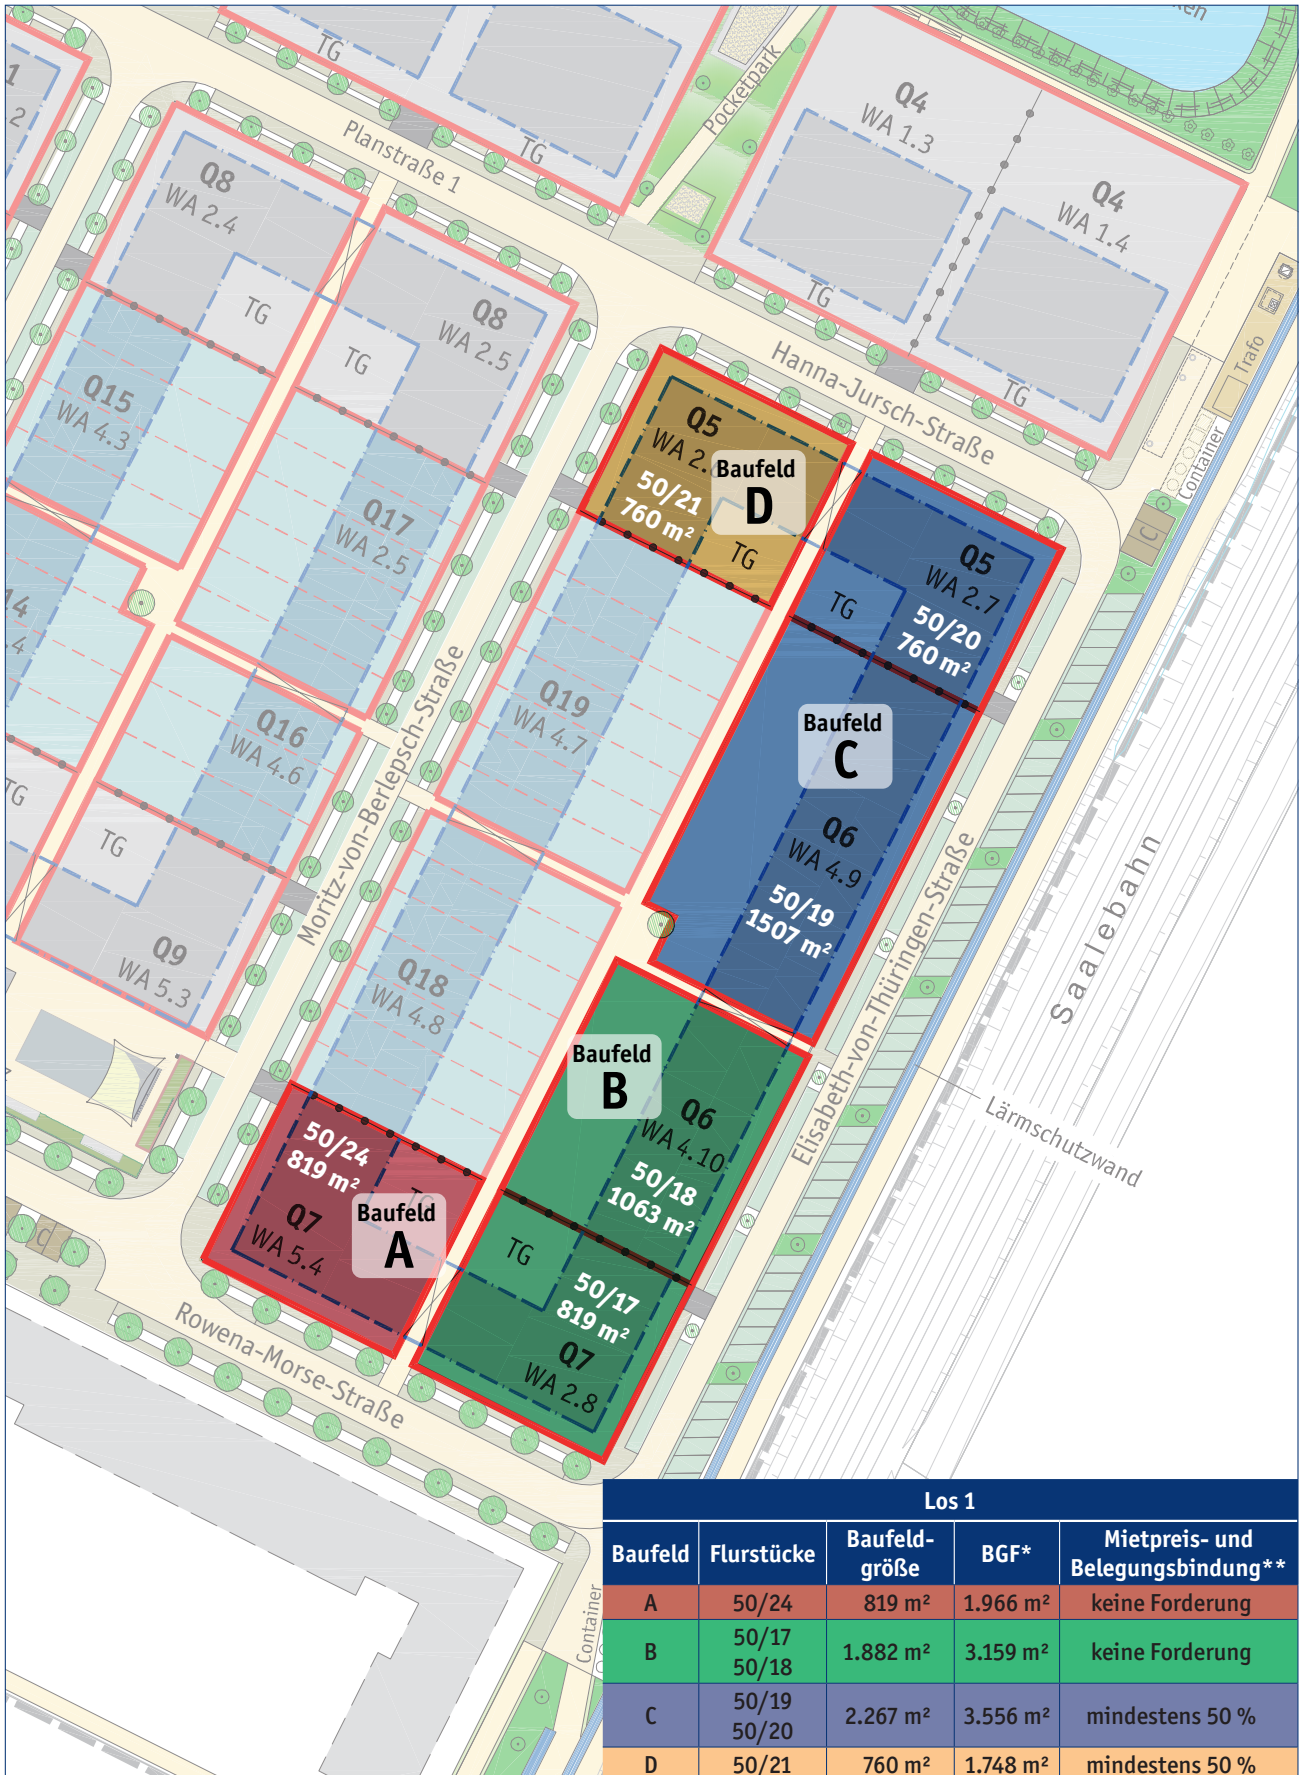 ken
1
2
TG
Planstraße 1
TG
Pocketpark
Q4
WA 1.3
Q4
WA 1.4
TG
TG
Q8
WA 2.4
TG
Q8
WA 2.5
TG
Hanna-Jursch-Straße
Trafo
Container
C
Q15
WA 4.3
Q17
WA 2.5
Q5
50/21
760 m²
Baufeld
D
TG
Q5
WA 2.7
50/20
760 m²
TG
14
.4
Q16
WA 4.6
Q19
WA 4.7
Baufeld
C
Q6
WA 4.9
50/19
1507 m²
Moritz-von-Berlepsch-Straße
TG
TG
Q9
WA 5.3
Q18
WA 4.8
Saalebahn
Elisabeth-von-Thüringen-Straße
Lärmschutzwand
Baufeld
B
Q6
WA 4.10
50/18
1063 m²
50/24
819 m²
Q7
WA 5.4
TG
Baufeld
A
TG
50/17
819 m²
Q7
WA 2.8
C
Rowena-Morse-Straße
Container
Los 1
Baufeld Flurstücke Baufeld-größe BGF* Mietpreis- und Belegungsbindung**
A 50/24 819 m² 1.966 m² keine Forderung
B 50/17 50/18 1.882 m² 3.159 m² keine Forderung
C 50/19 50/20 2.267 m² 3.556 m² mindestens 50 %
D 50/21 760 m² 1.748 m² mindestens 50 %